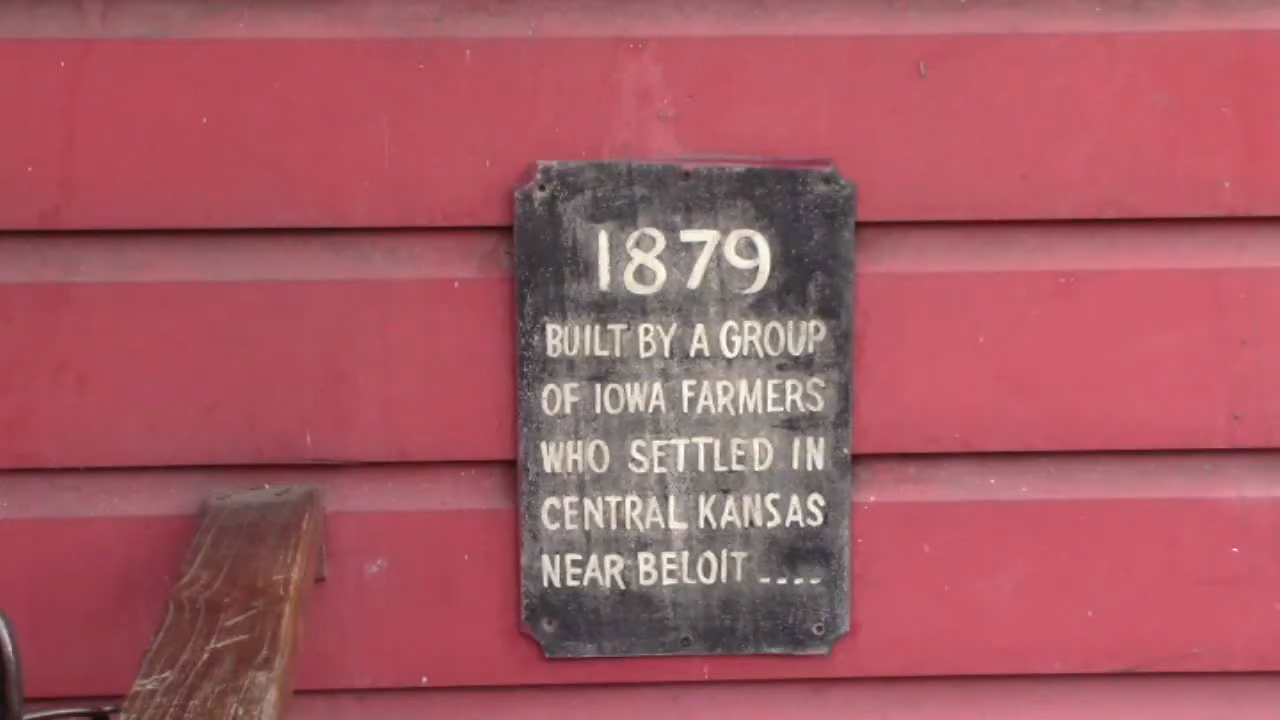 1879
BUILT BY A GROUP
OF IOWA FARMERS
WHO SETTLED IN
CENTRAL KANSAS
NEAR BELOIT ----